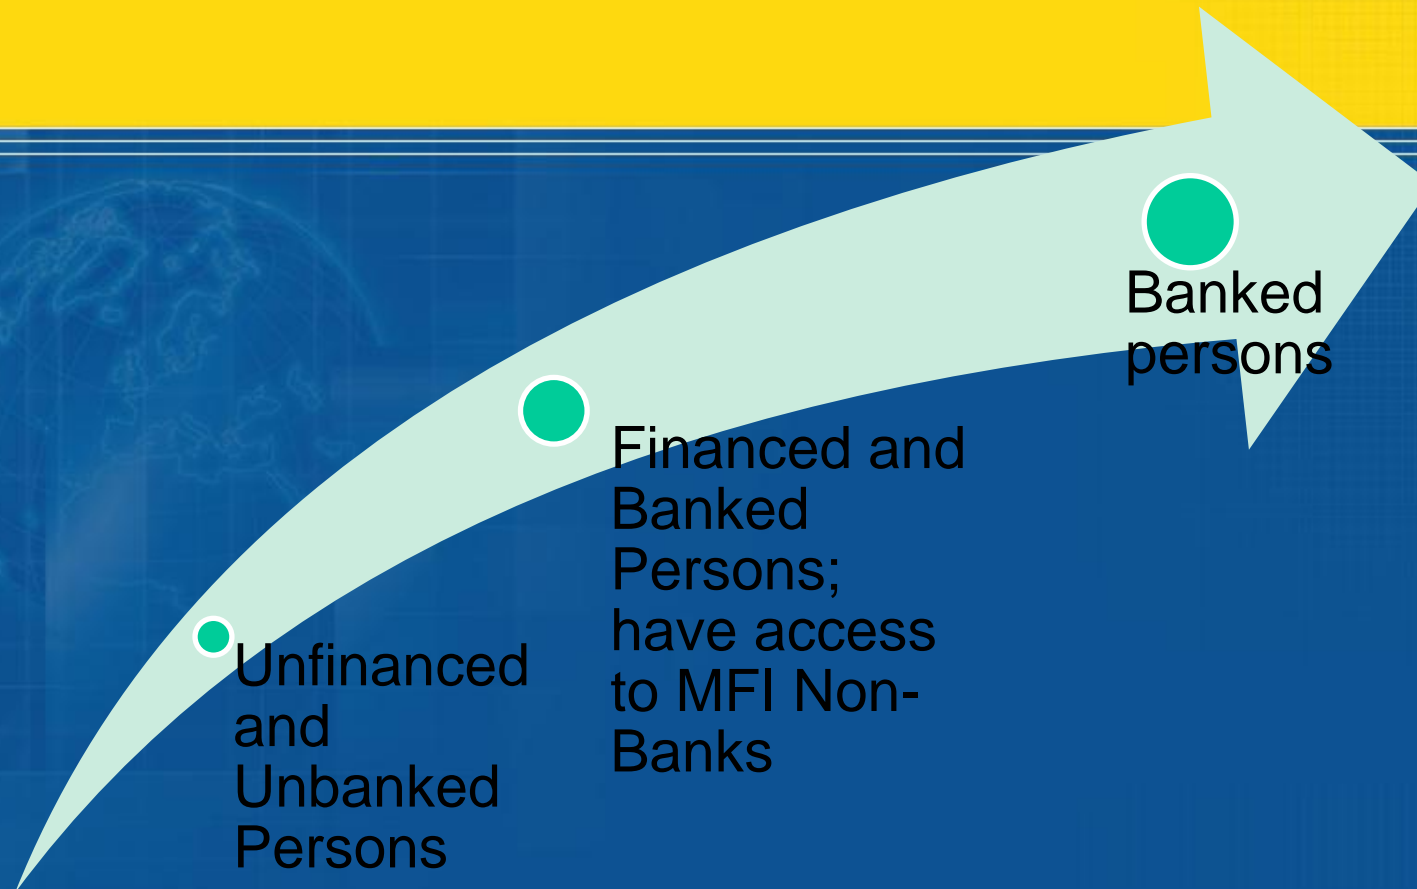 Unfinanced
and
Unbanked
Persons
Financed and
Banked
Persons;
have access
to MFI Non-
Banks
Banked
persons